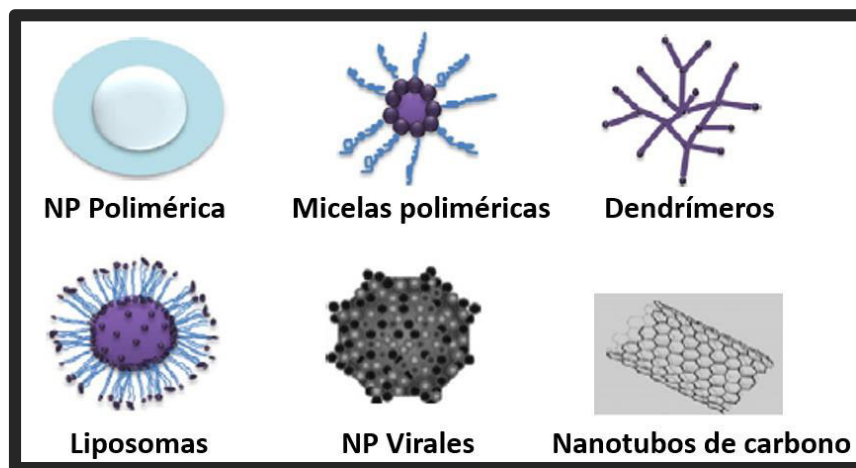 NP Polimérica
Micelas poliméricas
Dendrímeros
Liposomas
NP Virales
Nanotubos de carbono